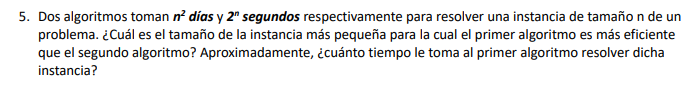 5. Dos algoritmos toman n² días y 2ⁿ segundos respectivamente para resolver una instancia de tamaño n de un
problema. ¿Cuál es el tamaño de la instancia más pequeña para la cual el primer algoritmo es más eficiente
que el segundo algoritmo? Aproximadamente, ¿cuánto tiempo le toma al primer algoritmo resolver dicha
instancia?